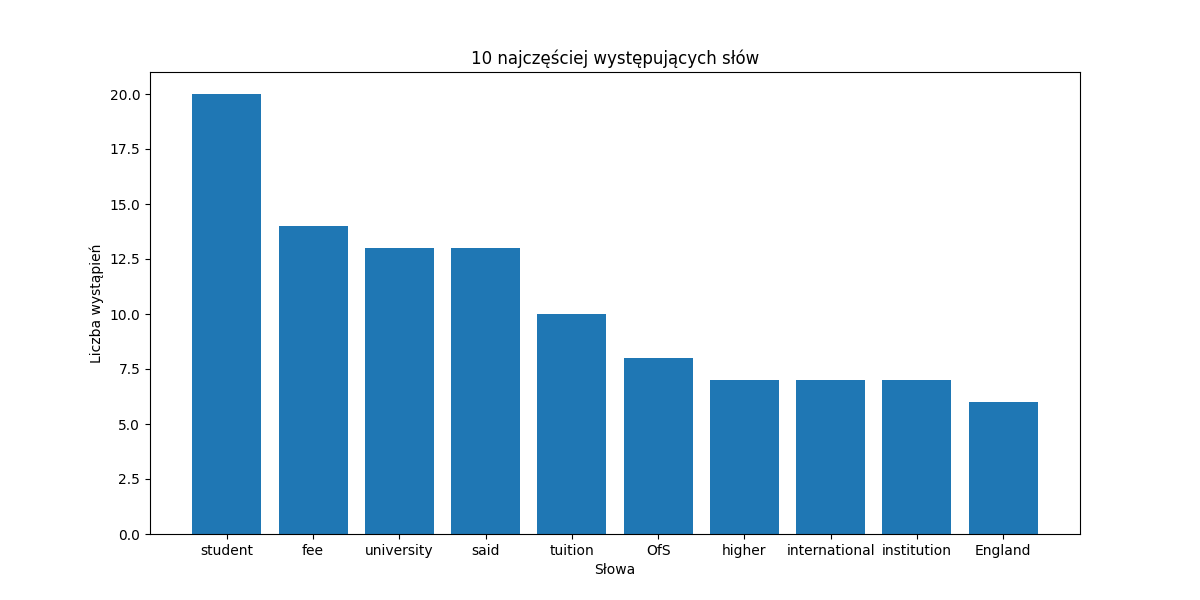 10 najczęściej występujących słów
Liczba wystąpień
20.0
17.5
15.0
12.5
10.0
7.5
5.0
2.5
0.0
student fee university said tuition OfS higher international institution England
Słowa